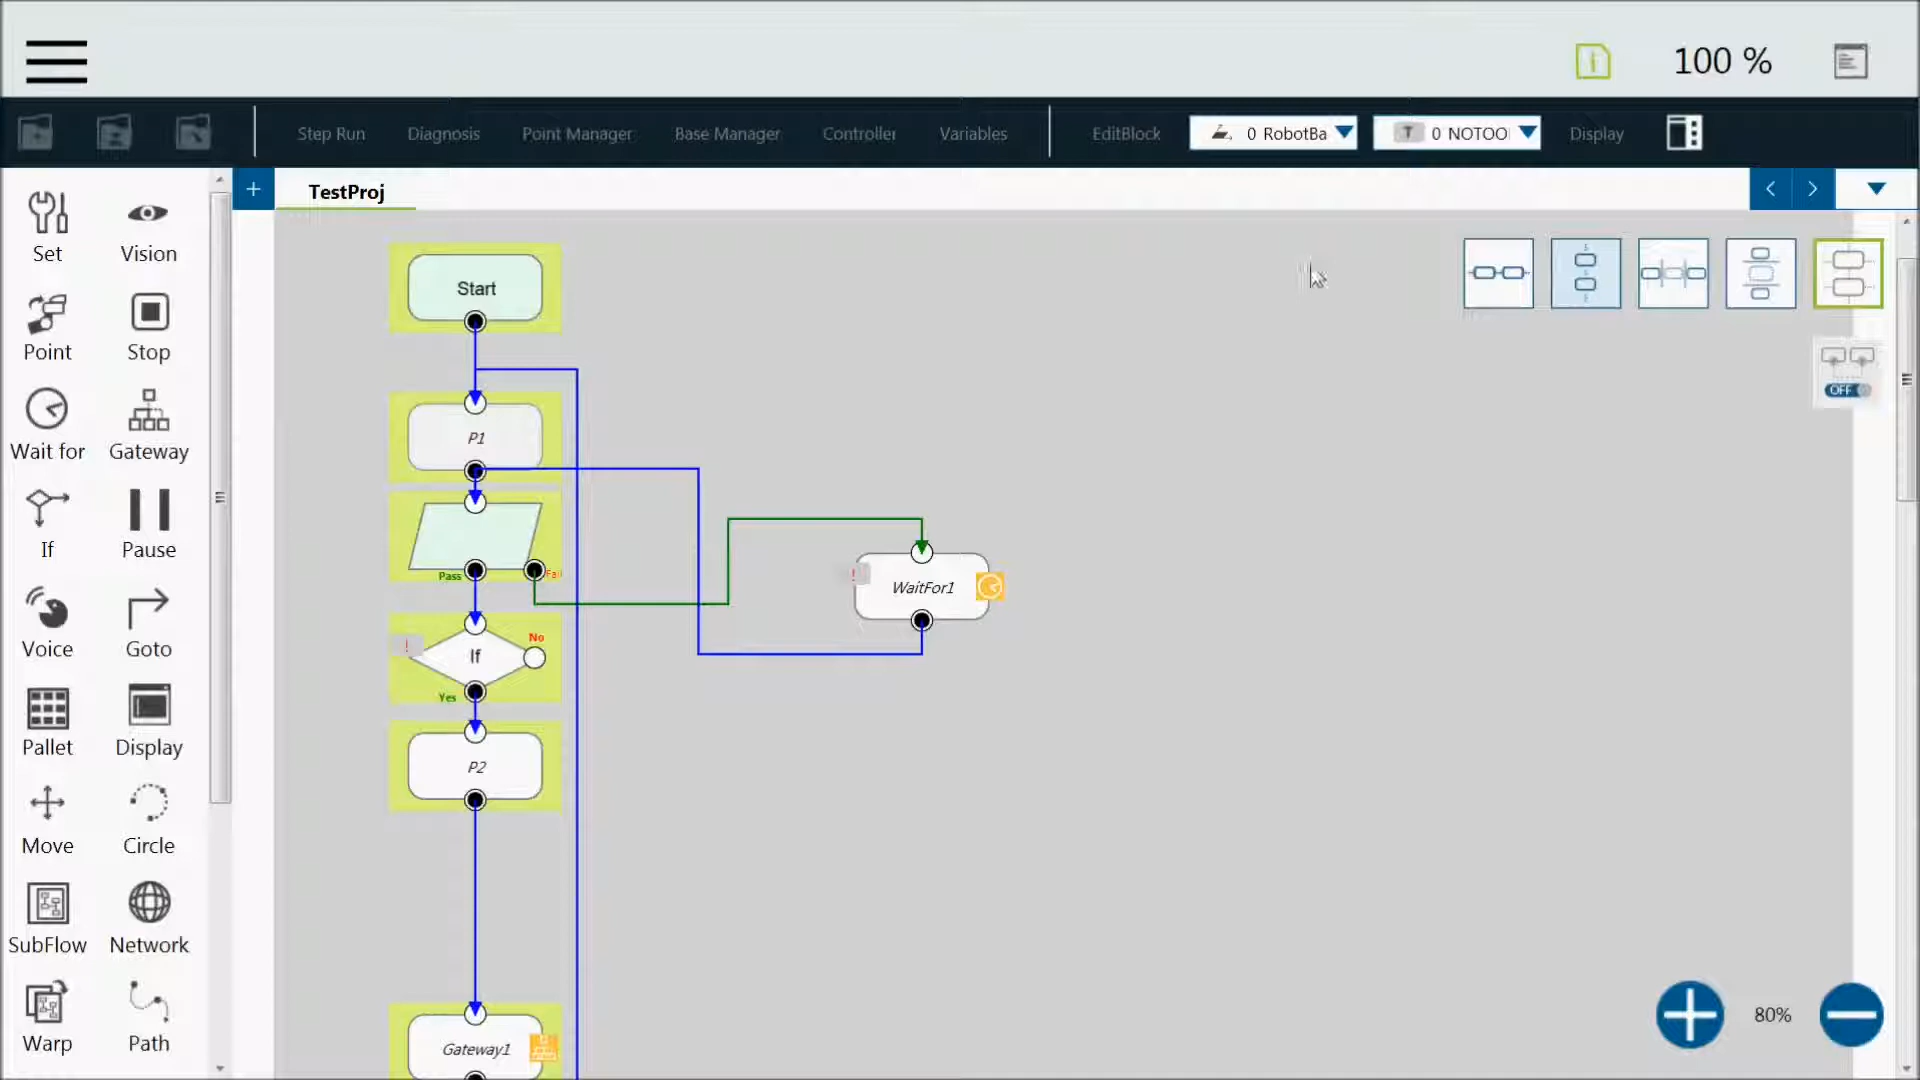 100 %
Step Run
Diagnosis
Point Manager
Base Manager
Controller
Variables
EditBlock
0 RobotBa
T 0 NOTOO
Display
+ TestProj
Set
Vision
Point
Stop
Wait for
Gateway
If
Pause
Voice
Goto
Pallet
Display
Move
Circle
SubFlow
Network
Warp
Path
Start
P1
Pass
Fail
! If
No
Yes
P2
Gateway1
! WaitFor1
OFF
80%